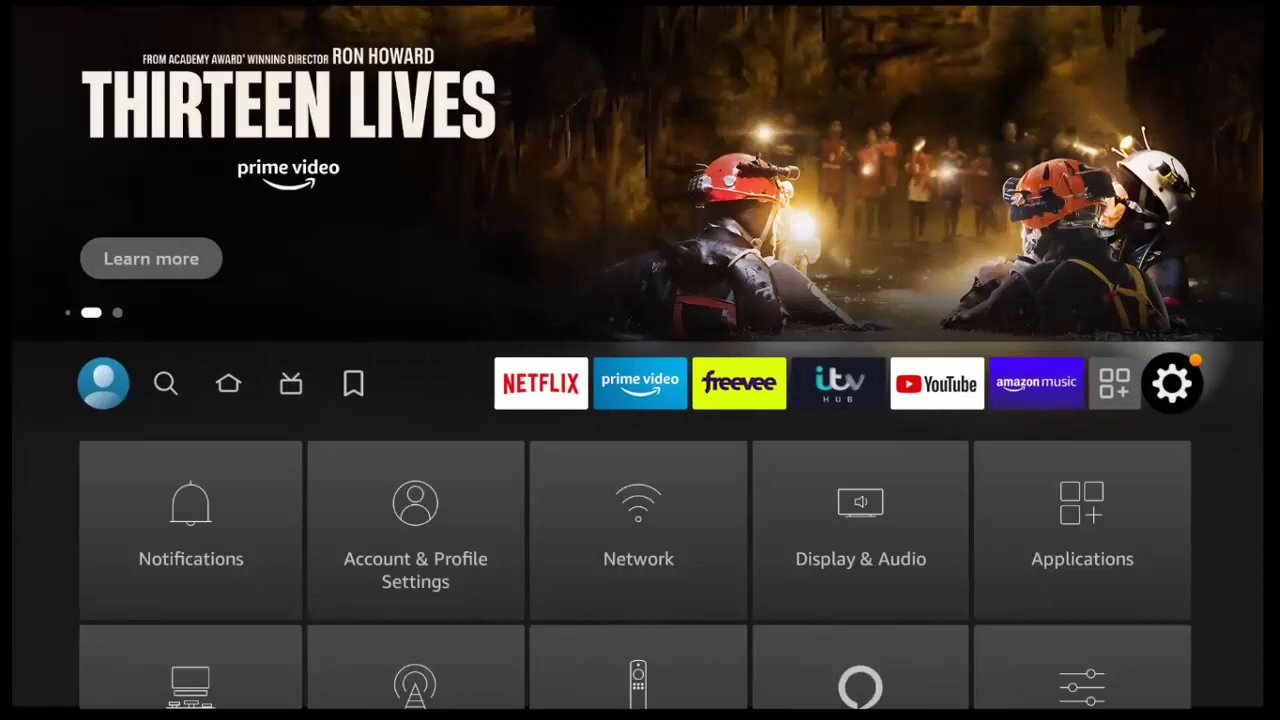 FROM ACADEMY AWARD® WINNING DIRECTOR RON HOWARD
THIRTEEN LIVES
prime video
Learn more
NETFLIX
prime video
freevee
itv
HUB
YouTube
amazon music
Notifications
Account & Profile
Settings
Network
Display & Audio
Applications